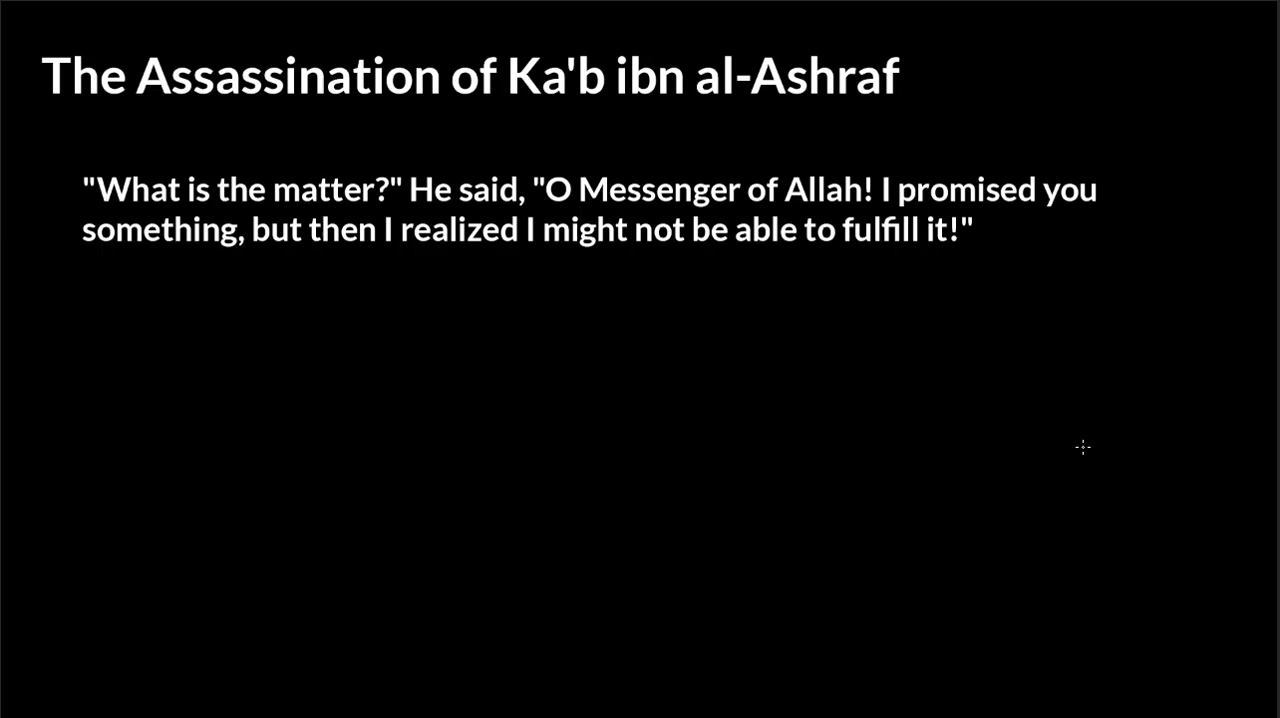 The Assassination of Ka'b ibn al-Ashraf
"What is the matter?" He said, "O Messenger of Allah! I promised you
something, but then I realized I might not be able to fulfill it!"